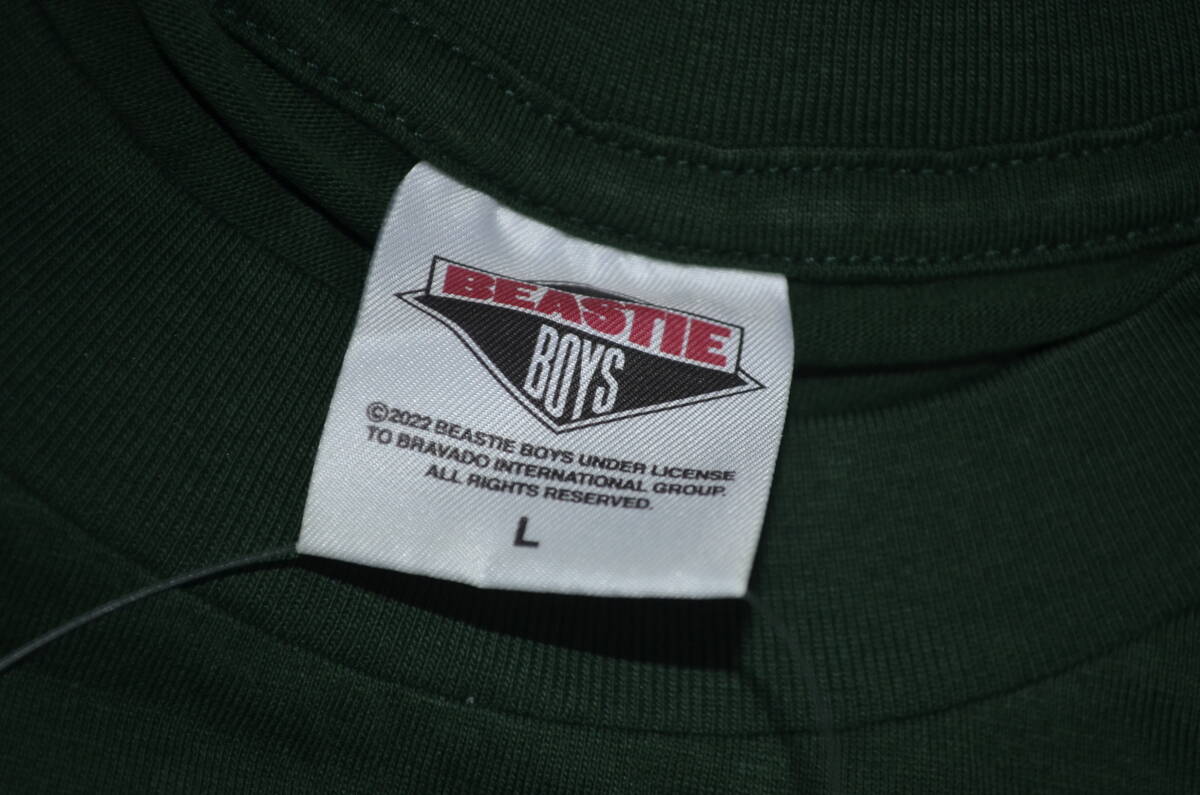 BEASTIE
BOYS
©2022 BEASTIE BOYS UNDER LICENSE
TO BRAVADO INTERNATIONAL GROUP.
ALL RIGHTS RESERVED.
L